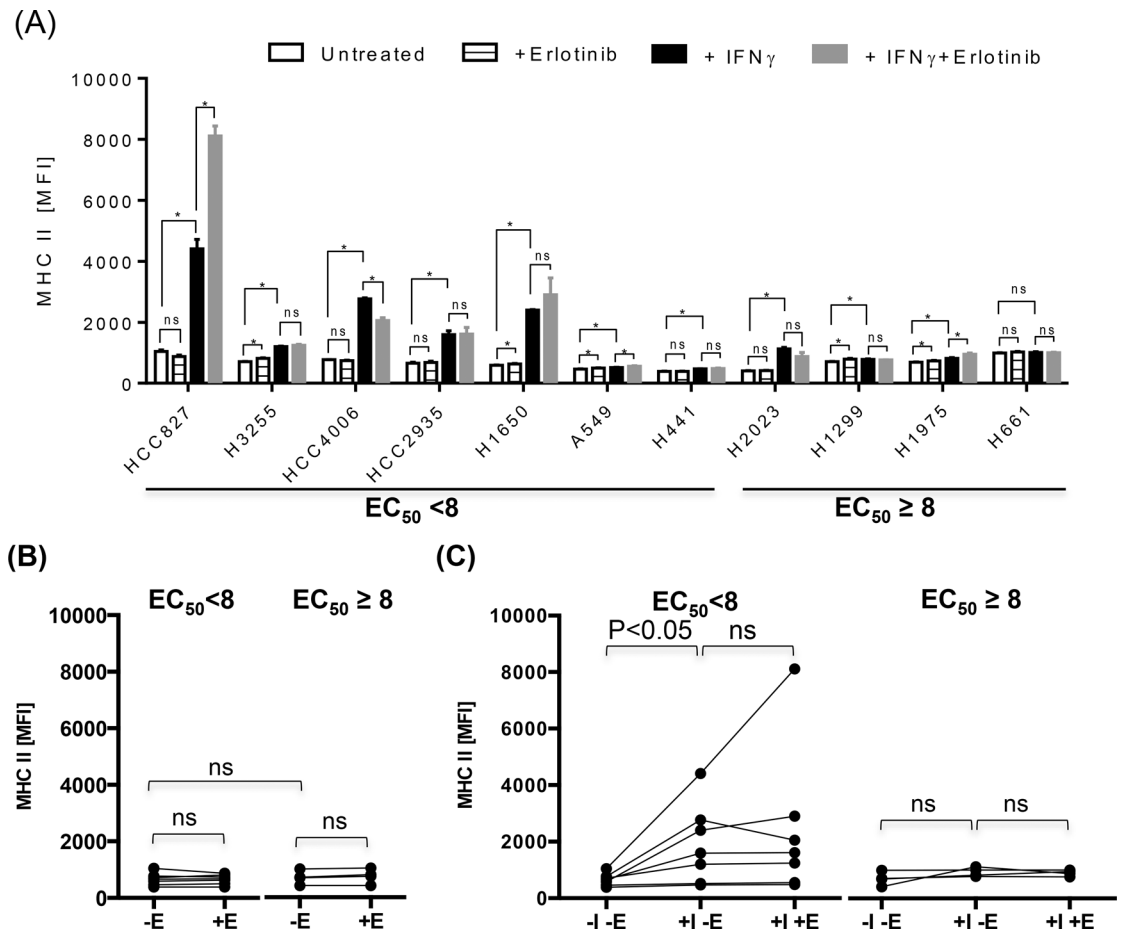 (A)
Untreated +Erlotinib + IFNγ + IFNγ+Erlotinib
MHC II [MFI]
10000
8000
6000
4000
2000
0
* * ns
* ns *
* * ns
* ns ns
* ns *
* * *
* ns ns
* ns ns
* * ns
* * *
ns ns ns
HCC827 H3255 HCC4006 HCC2935 H1650 A549 H441 H2023 H1299 H1975 H661
EC50 <8 EC50 ≥ 8
(B)
EC50<8 EC50 ≥ 8
MHC II [MFI]
10000
8000
6000
4000
2000
0
ns
ns ns
-E +E -E +E
(C)
EC50<8 EC50 ≥ 8
P<0.05 ns
MHC II [MFI]
10000
8000
6000
4000
2000
0
ns ns
-I -E +I -E +I +E -I -E +I -E +I +E